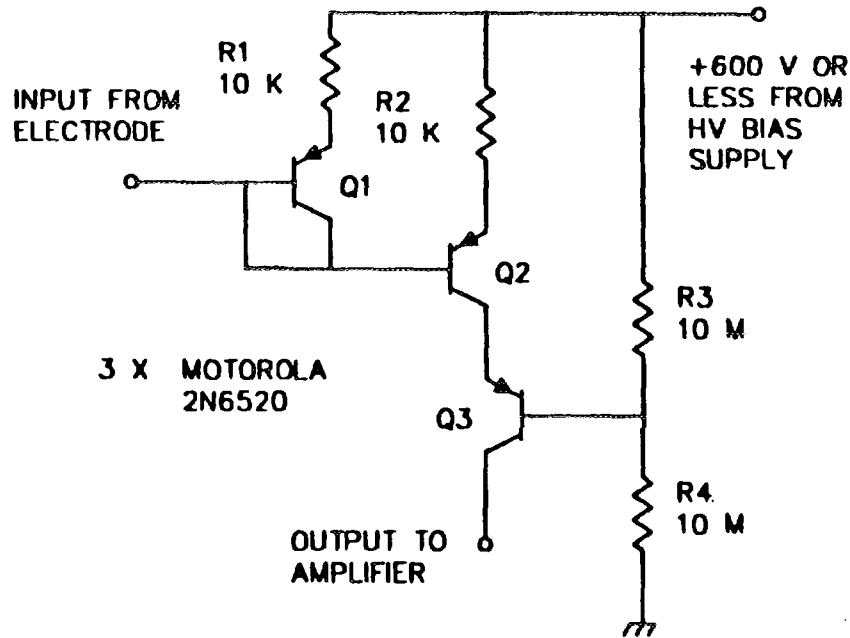 R1
10 K
INPUT FROM
ELECTRODE
R2
10 K
+600 V OR
LESS FROM
HV BIAS
SUPPLY
Q1
Q2
R3
10 M
3 X MOTOROLA
2N6520
Q3
R4
10 M
OUTPUT TO
AMPLIFIER